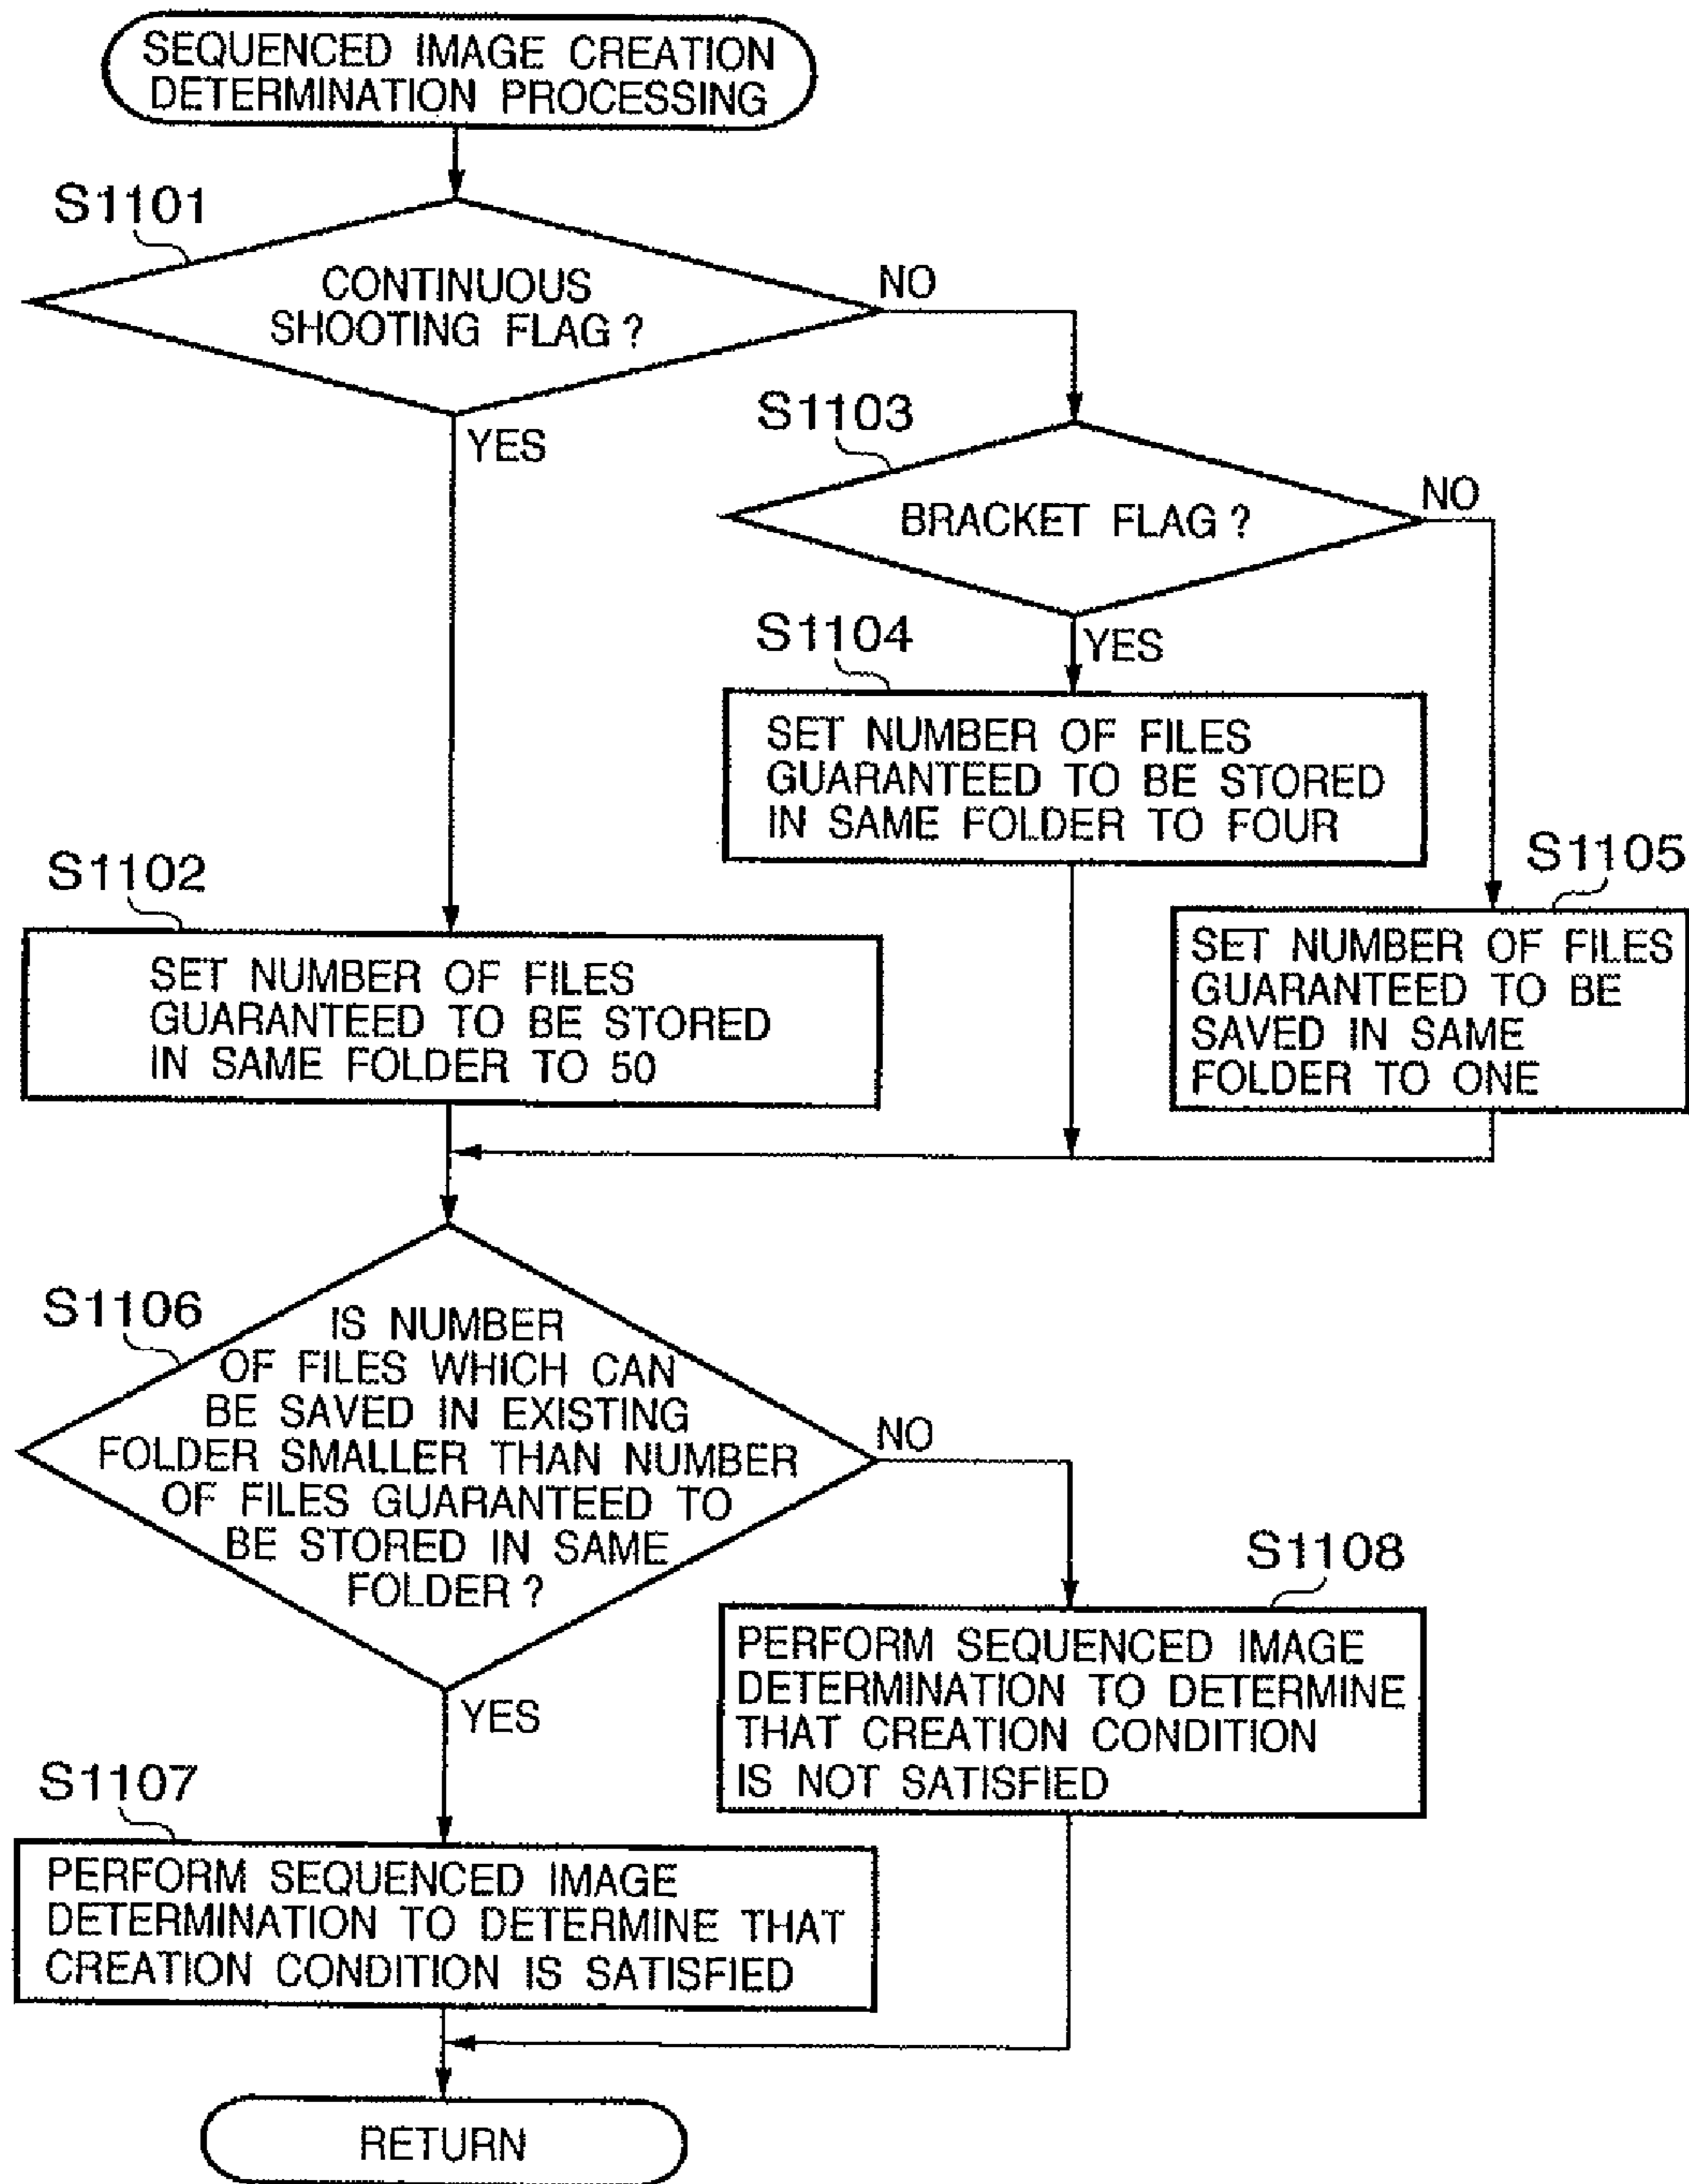 SEQUENCED IMAGE CREATION
DETERMINATION PROCESSING
S1101
CONTINUOUS
SHOOTING FLAG ?
NO
YES
S1103
BRACKET FLAG ?
NO
YES
S1104
SET NUMBER OF FILES
GUARANTEED TO BE STORED
IN SAME FOLDER TO FOUR
S1105
SET NUMBER OF FILES
GUARANTEED TO BE
SAVED IN SAME
FOLDER TO ONE
S1102
SET NUMBER OF FILES
GUARANTEED TO BE STORED
IN SAME FOLDER TO 50
S1106
IS NUMBER
OF FILES WHICH CAN
BE SAVED IN EXISTING
FOLDER SMALLER THAN NUMBER
OF FILES GUARANTEED TO
BE STORED IN SAME
FOLDER ?
NO
YES
S1108
PERFORM SEQUENCED IMAGE
DETERMINATION TO DETERMINE
THAT CREATION CONDITION
IS NOT SATISFIED
S1107
PERFORM SEQUENCED IMAGE
DETERMINATION TO DETERMINE THAT
CREATION CONDITION IS SATISFIED
RETURN